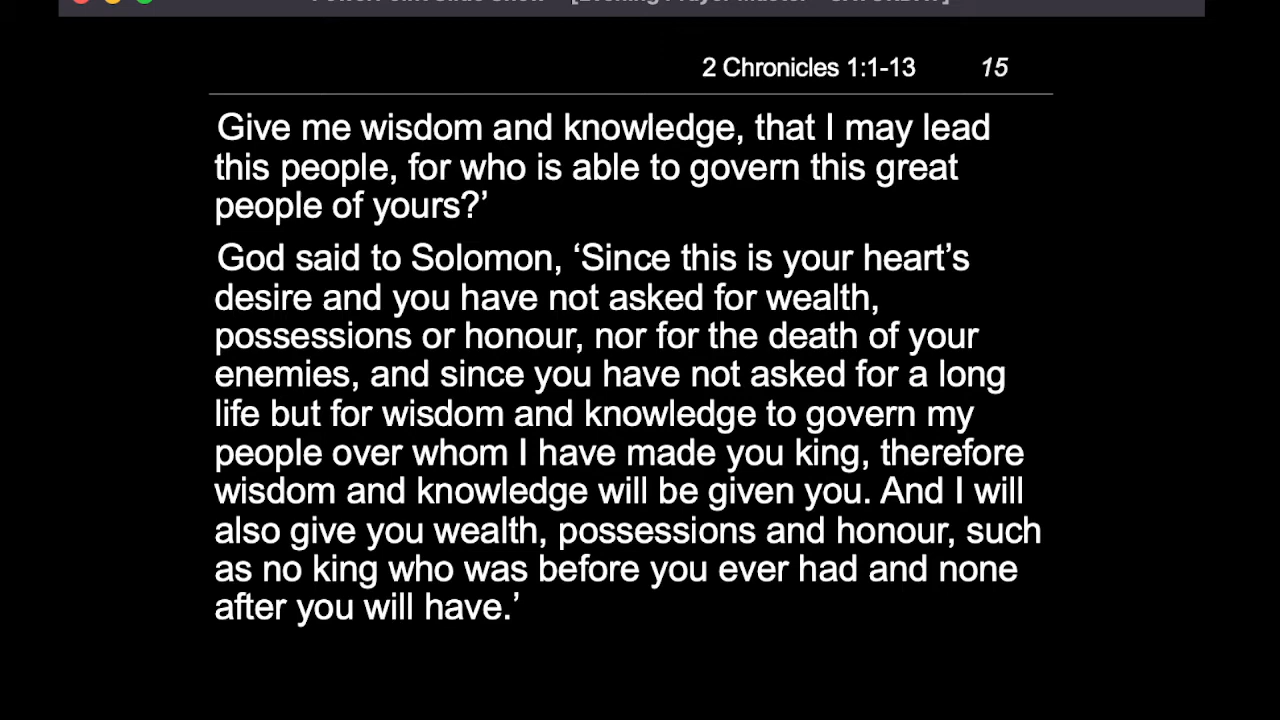 2 Chronicles 1:1-13 15
Give me wisdom and knowledge, that I may lead
this people, for who is able to govern this great
people of yours?’
God said to Solomon, ‘Since this is your heart’s
desire and you have not asked for wealth,
possessions or honour, nor for the death of your
enemies, and since you have not asked for a long
life but for wisdom and knowledge to govern my
people over whom I have made you king, therefore
wisdom and knowledge will be given you. And I will
also give you wealth, possessions and honour, such
as no king who was before you ever had and none
after you will have.’